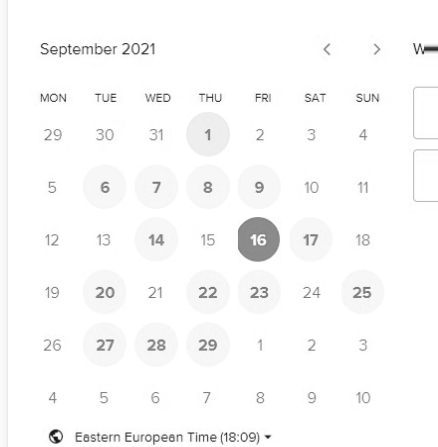 September 2021 < >
MON TUE WED THU FRI SAT SUN
29 30 31 1 2 3 4
5 6 7 8 9 10 11
12 13 14 15 16 17 18
19 20 21 22 23 24 25
26 27 28 29 1 2 3
4 5 6 7 8 9 10
Eastern European Time (18:09)